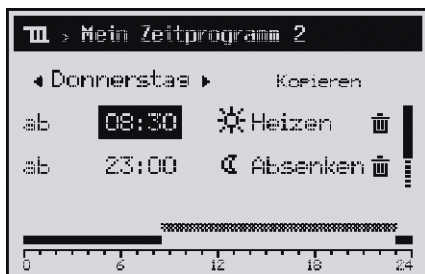 > Mein Zeitprogramm 2
◂ Donnerstag ▸ Kopieren
ab 08:30 Heizen
ab 23:00 Absenken
0 6 12 18 24